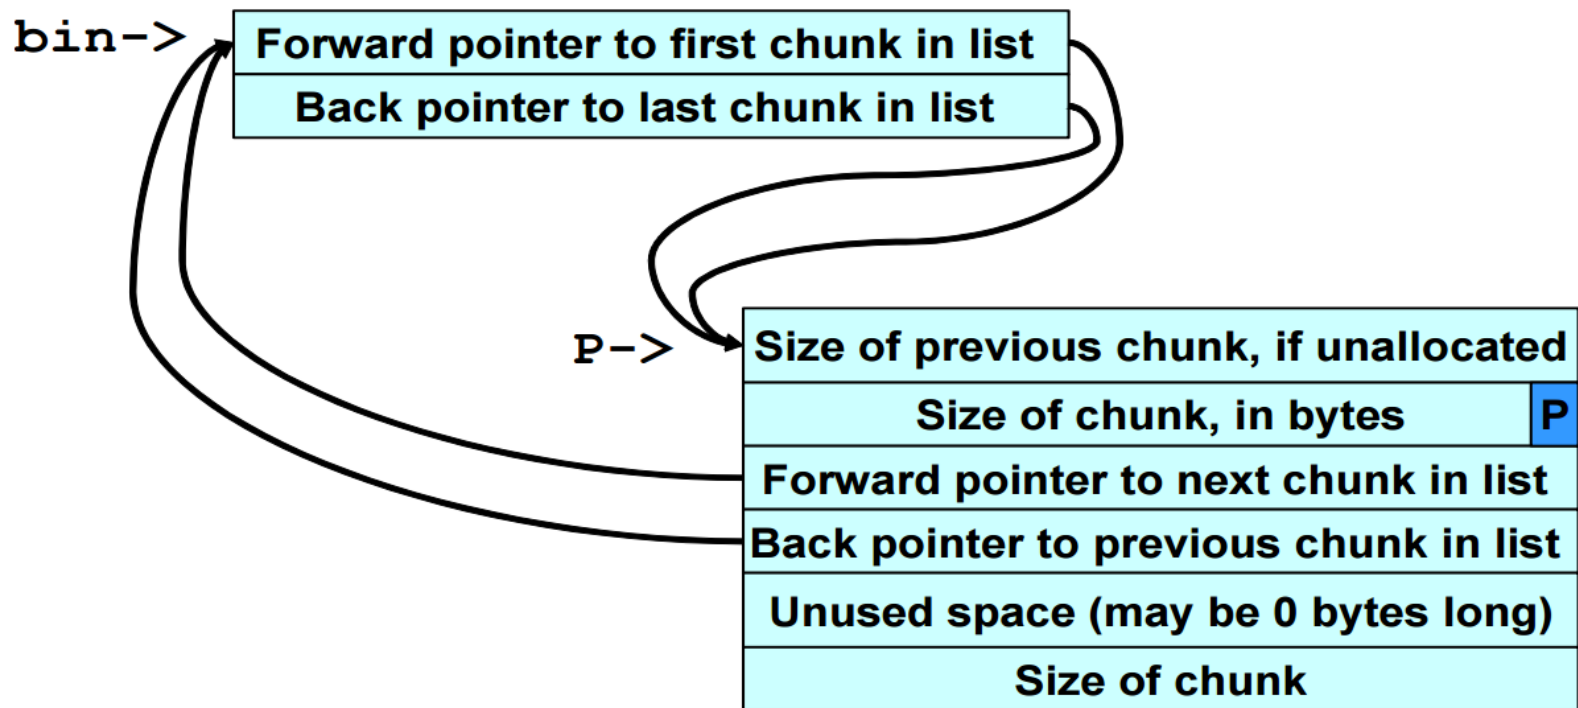 bin->
Forward pointer to first chunk in list
Back pointer to last chunk in list
P->
Size of previous chunk, if unallocated
Size of chunk, in bytes P
Forward pointer to next chunk in list
Back pointer to previous chunk in list
Unused space (may be 0 bytes long)
Size of chunk